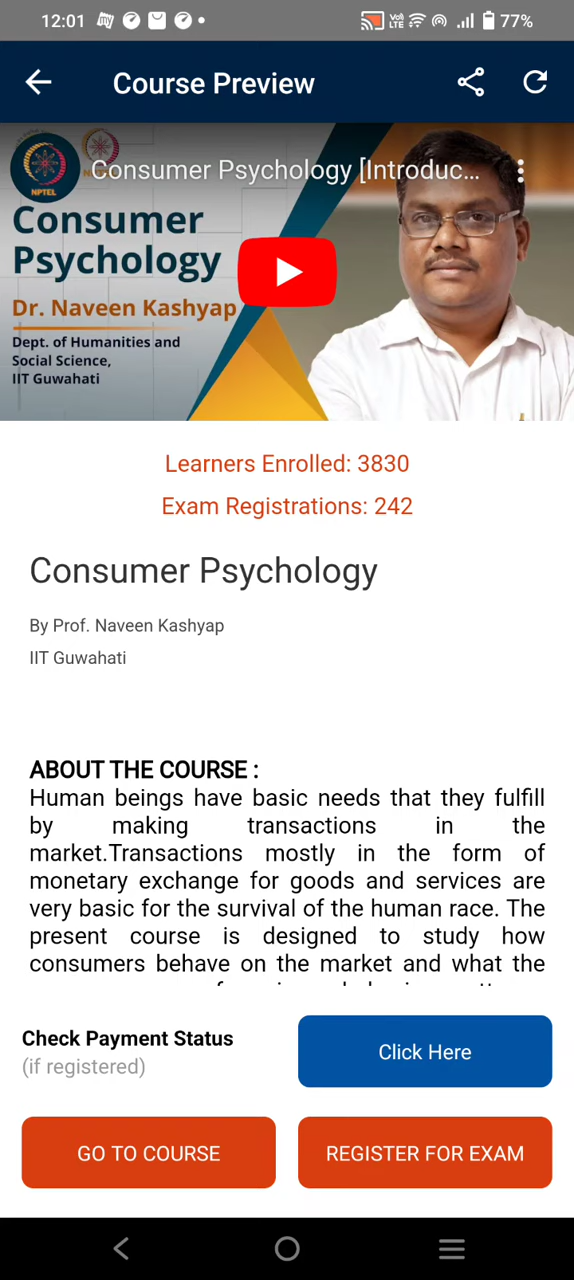 12:01
Vo) LTE
77%
Course Preview
NPTEL
Consumer Psychology [Introduc...
Consumer
Psychology
Dr. Naveen Kashyap
Dept. of Humanities and
Social Science,
IIT Guwahati
Learners Enrolled: 3830
Exam Registrations: 242
Consumer Psychology
By Prof. Naveen Kashyap
IIT Guwahati
ABOUT THE COURSE :
Human beings have basic needs that they fulfill
by making transactions in the
market.Transactions mostly in the form of
monetary exchange for goods and services are
very basic for the survival of the human race. The
present course is designed to study how
consumers behave on the market and what the
Check Payment Status
(if registered)
Click Here
GO TO COURSE
REGISTER FOR EXAM